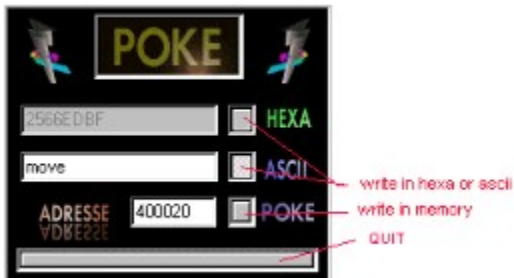 POKE
2566EDBF HEXA
move ASCII
write in hexa or ascii
ADRESSE 400020 POKE
write in memory
QUIT